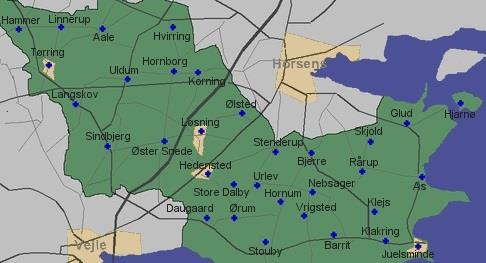 Hammer
Linnerup
Aale
Hvirring
Tørring
Hornborg
Horsens
Uldum
Korning
Langskov
Ølsted
Glud
Hjarnø
Løsning
Skjold
Sindbjerg
Øster Snede
Stenderup
Bjerre
Rårup
Hedensted
Urlev
As
Store Dalby
Hornum
Nebsager
Daugaard
Ørum
Vrigsted
Klejs
Vejle
Stouby
Barrit
Klakring
Juelsminde